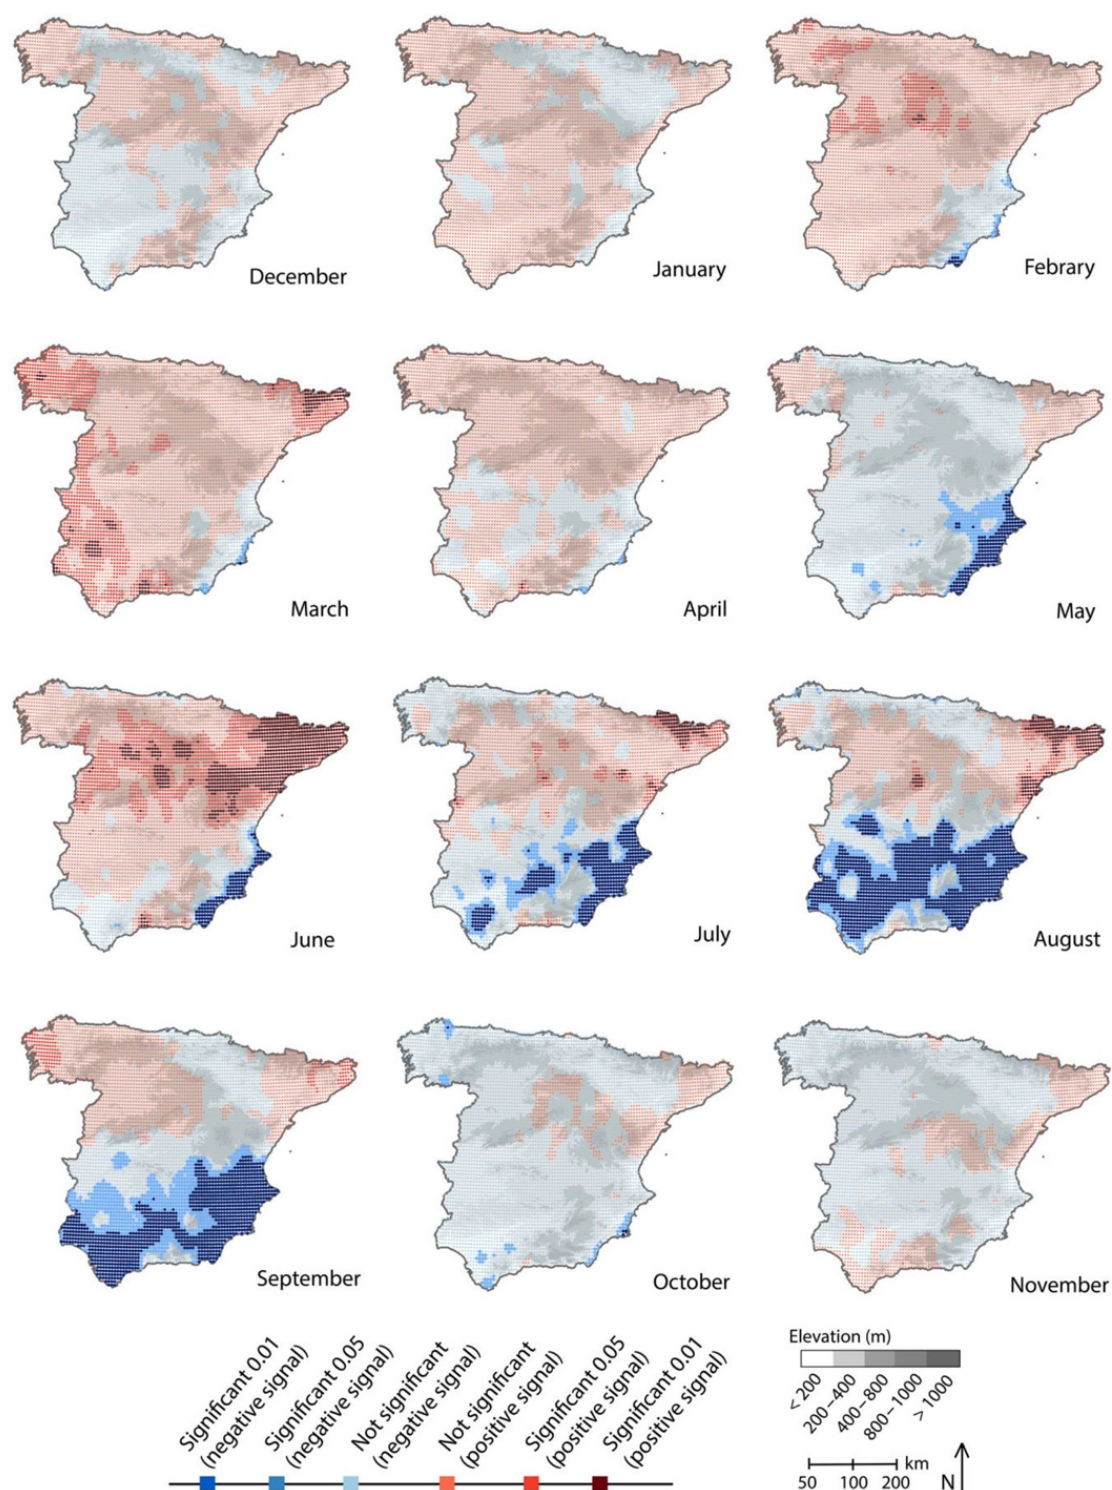 December
January
Febrary
March
April
May
June
July
August
September
October
November
Significant 0.01
(negative signal)
Significant 0.05
(negative signal)
Not significant
(negative signal)
Not significant
(positive signal)
Significant 0.05
(positive signal)
Significant 0.01
(positive signal)
Elevation (m)
< 200
200–400
400–800
800–1000
> 1000
km
50 100 200
N